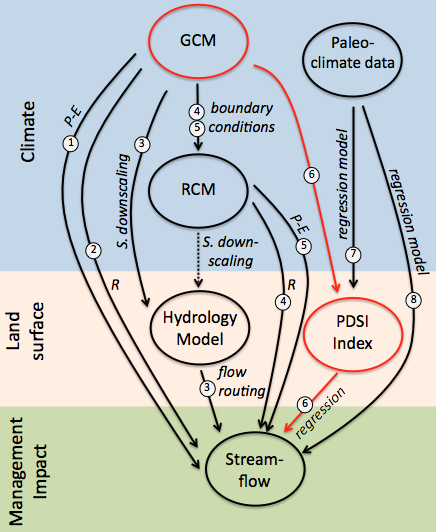 GCM
Paleo-
climate data
P-E
1
4
5
boundary
conditions
3
S. downscaling
6
regression model
7
regression model
Climate
RCM
2
R
S. down-
scaling
P-E
5
R
4
8
Land
surface
Hydrology
Model
PDSI
Index
3
flow
routing
6
regression
Management
Impact
Stream-
flow